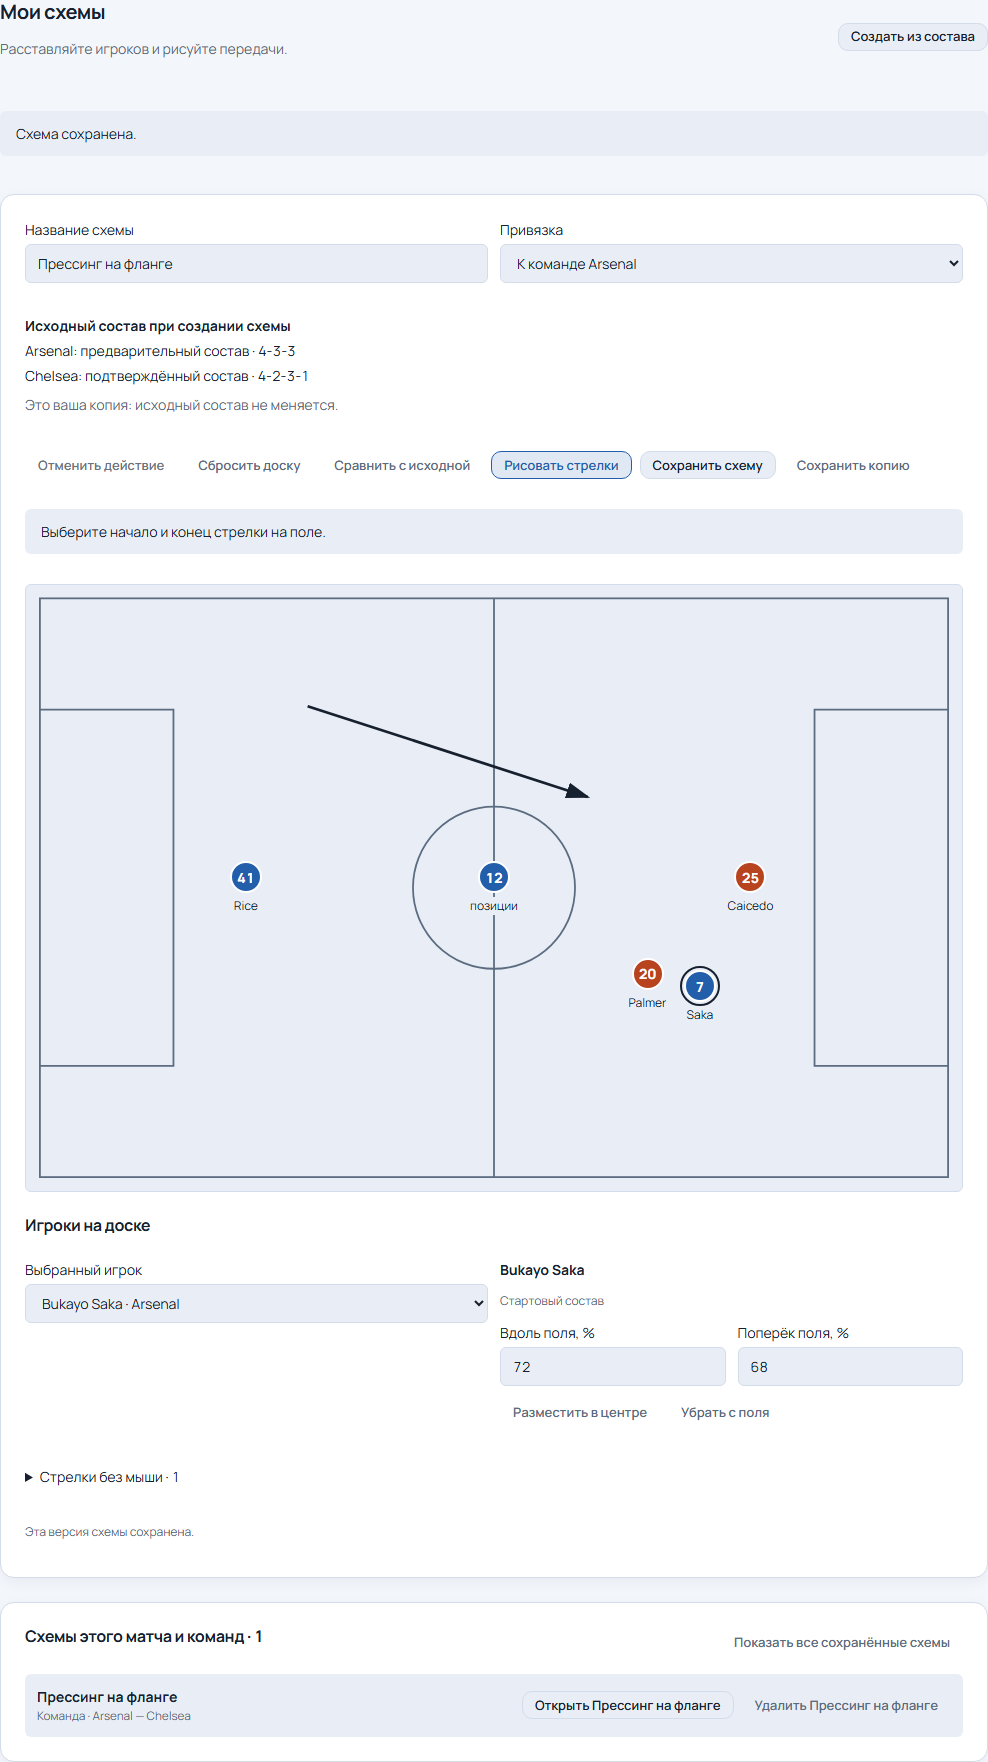 Мои схемы
Расставляйте игроков и рисуйте передачи.
Создать из состава
Схема сохранена.
Название схемы
Привязка
Прессинг на фланге
К команде Arsenal
Исходный состав при создании схемы
Arsenal: предварительный состав · 4-3-3
Chelsea: подтверждённый состав · 4-2-3-1
Это ваша копия: исходный состав не меняется.
Отменить действие
Сбросить доску
Сравнить с исходной
Рисовать стрелки
Сохранить схему
Сохранить копию
Выберите начало и конец стрелки на поле.
41
Rice
12
позиции
25
Caicedo
20
Palmer
7
Saka
Игроки на доске
Выбранный игрок
Bukayo Saka · Arsenal
Bukayo Saka
Стартовый состав
Вдоль поля, %
Поперёк поля, %
72
68
Разместить в центре
Убрать с поля
Стрелки без мыши · 1
Эта версия схемы сохранена.
Схемы этого матча и команд · 1
Показать все сохранённые схемы
Прессинг на фланге
Команда · Arsenal — Chelsea
Открыть Прессинг на фланге
Удалить Прессинг на фланге